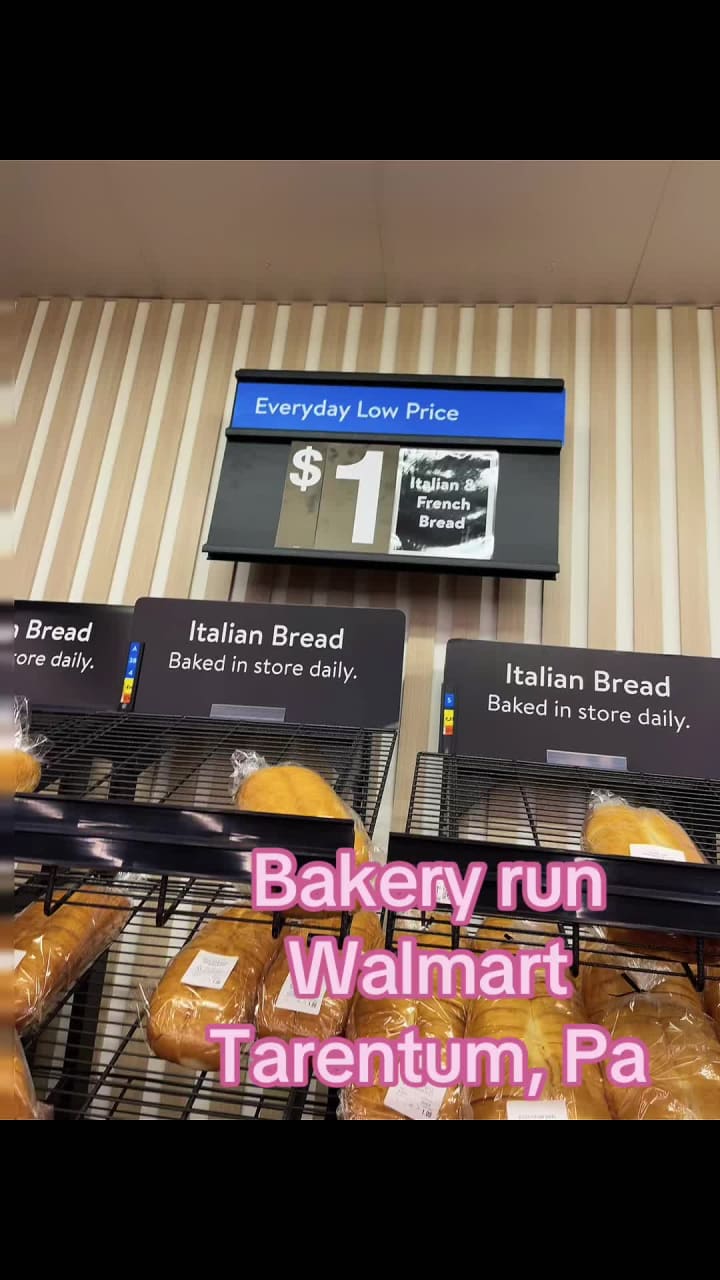 Everyday Low Price
$1
Italian &
French
Bread
Bread
ore daily.
Italian Bread
Baked in store daily.
Italian Bread
Baked in store daily.
Bakery run
Walmart
Tarentum, Pa